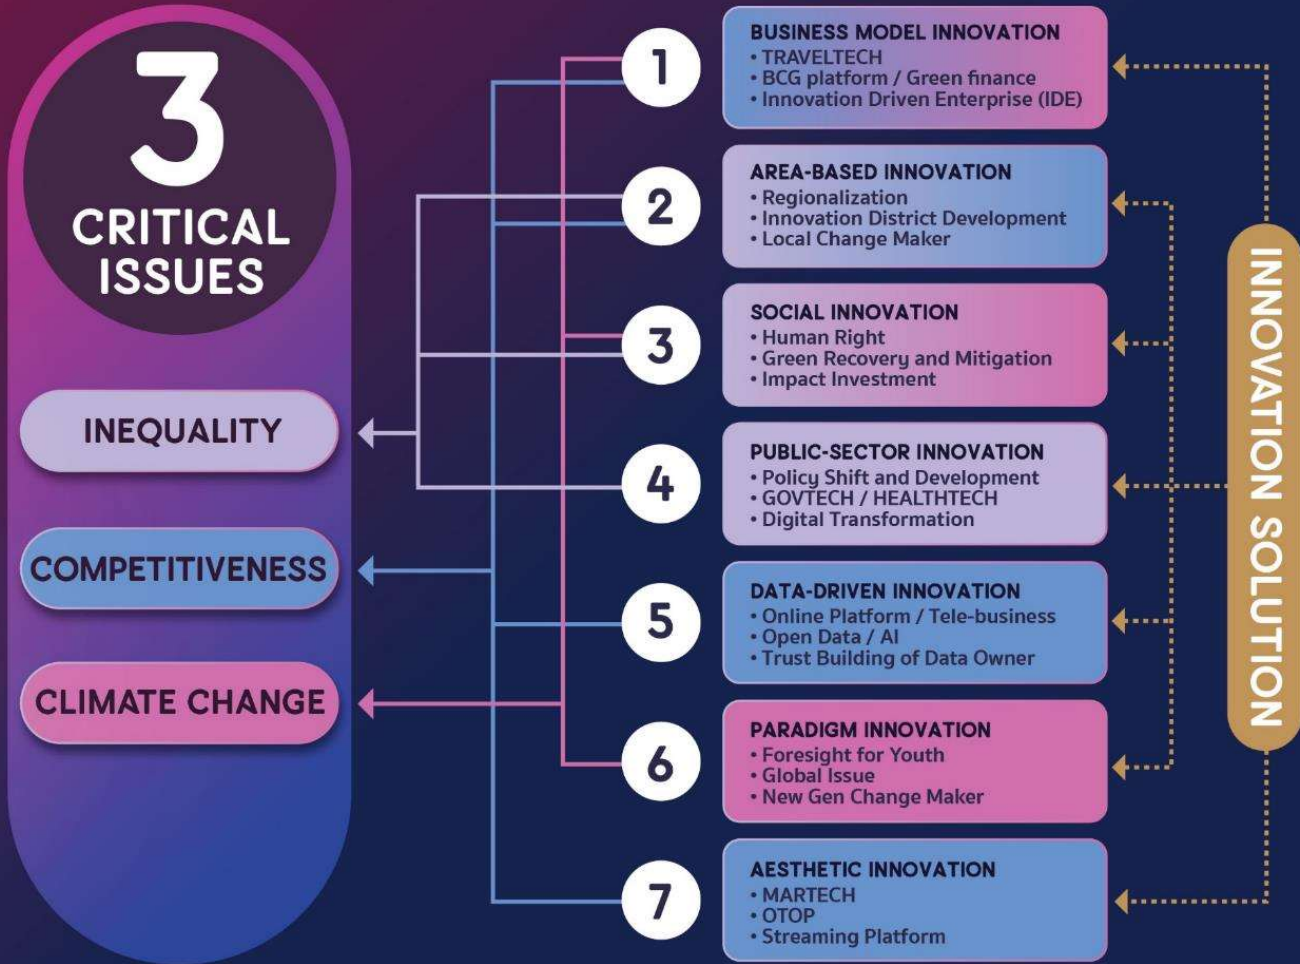 3
CRITICAL
ISSUES
INEQUALITY
COMPETITIVENESS
CLIMATE CHANGE
1
BUSINESS MODEL INNOVATION
• TRAVELTECH
• BCG platform / Green finance
• Innovation Driven Enterprise (IDE)
2
AREA-BASED INNOVATION
• Regionalization
• Innovation District Development
• Local Change Maker
3
SOCIAL INNOVATION
• Human Right
• Green Recovery and Mitigation
• Impact Investment
4
PUBLIC-SECTOR INNOVATION
• Policy Shift and Development
• GOVTECH / HEALTHTECH
• Digital Transformation
5
DATA-DRIVEN INNOVATION
• Online Platform / Tele-business
• Open Data / AI
• Trust Building of Data Owner
6
PARADIGM INNOVATION
• Foresight for Youth
• Global Issue
• New Gen Change Maker
7
AESTHETIC INNOVATION
• MARTECH
• OTOP
• Streaming Platform
INNOVATION SOLUTION